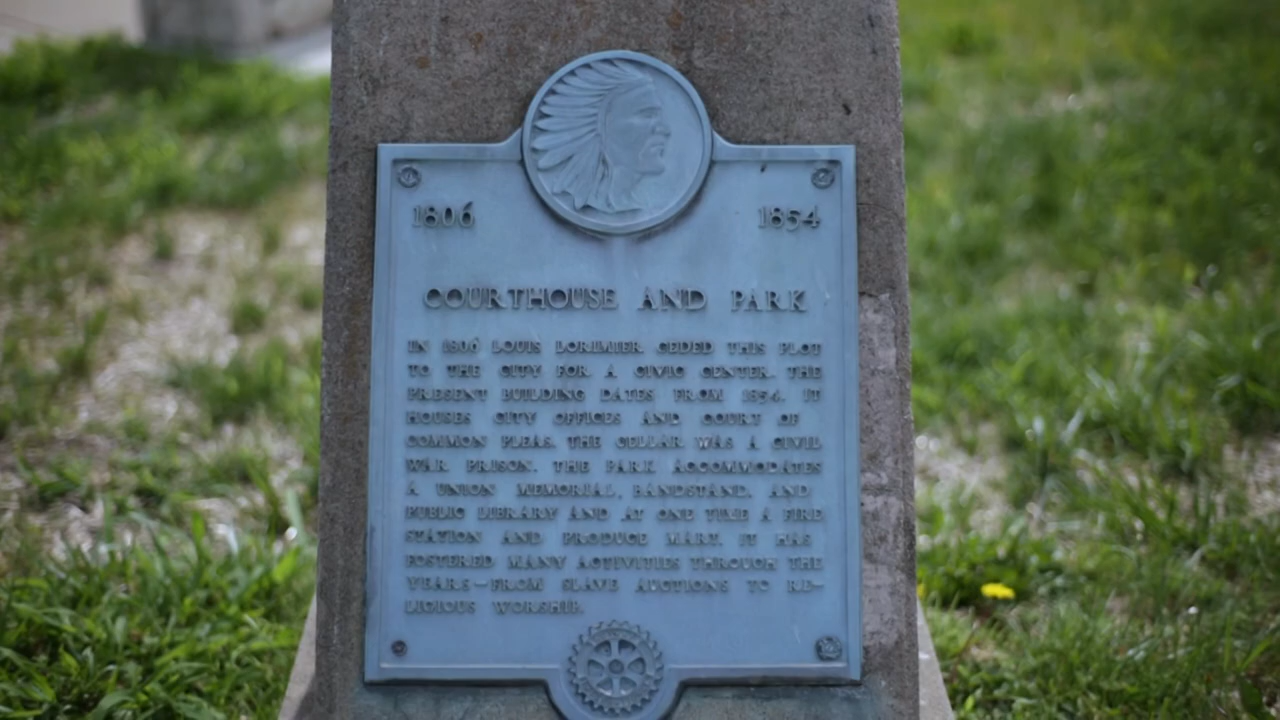 1806 1854
COURTHOUSE AND PARK
IN 1806 LOUIS LORIMIER CEDED THIS PLOT
TO THE CITY FOR A CIVIC CENTER. THE
PRESENT BUILDING DATES FROM 1854. IT
HOUSES CITY OFFICES AND COURT OF
COMMON PLEAS. THE CELLAR WAS A CIVIL
WAR PRISON. THE PARK ACCOMMODATES
A UNION MEMORIAL, BANDSTAND, AND
PUBLIC LIBRARY AND AT ONE TIME A FIRE
STATION AND PRODUCE MART. IT HAS
FOSTERED MANY ACTIVITIES THROUGH THE
YEARS—FROM SLAVE AUCTIONS TO RE–
LIGIOUS WORSHIP.